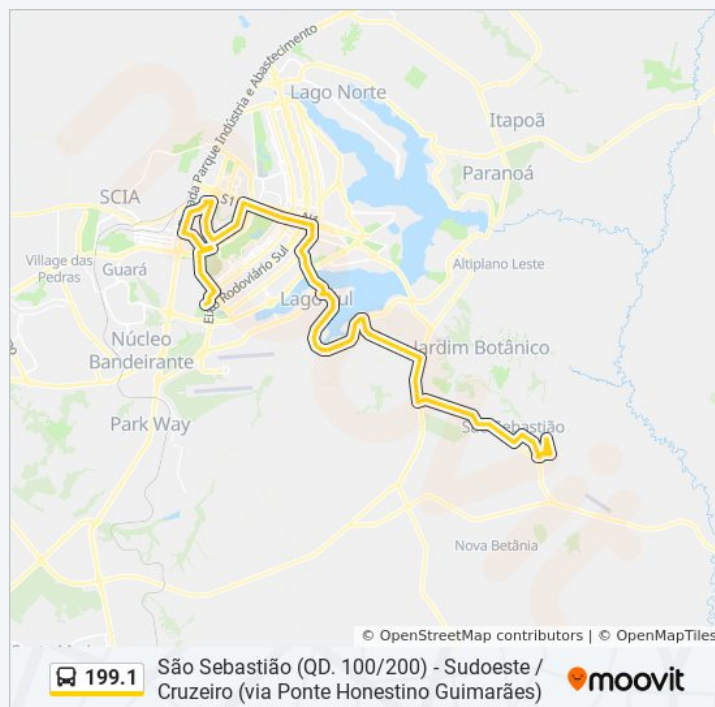 Estrada Parque Indústria e Abastecimento
Lago Norte
Itapoã
Paranoá
SCIA
S1
N1
Village das
Pedras
Guará
Eixo Rodoviário Sul
Altiplano Leste
Lago Sul
Núcleo
Bandeirante
Jardim Botânico
Park Way
São Sebastião
Nova Betânia
© OpenStreetMap contributors | © OpenMapTiles
199.1
São Sebastião (QD. 100/200) - Sudoeste /
Cruzeiro (via Ponte Honestino Guimarães)
moovit